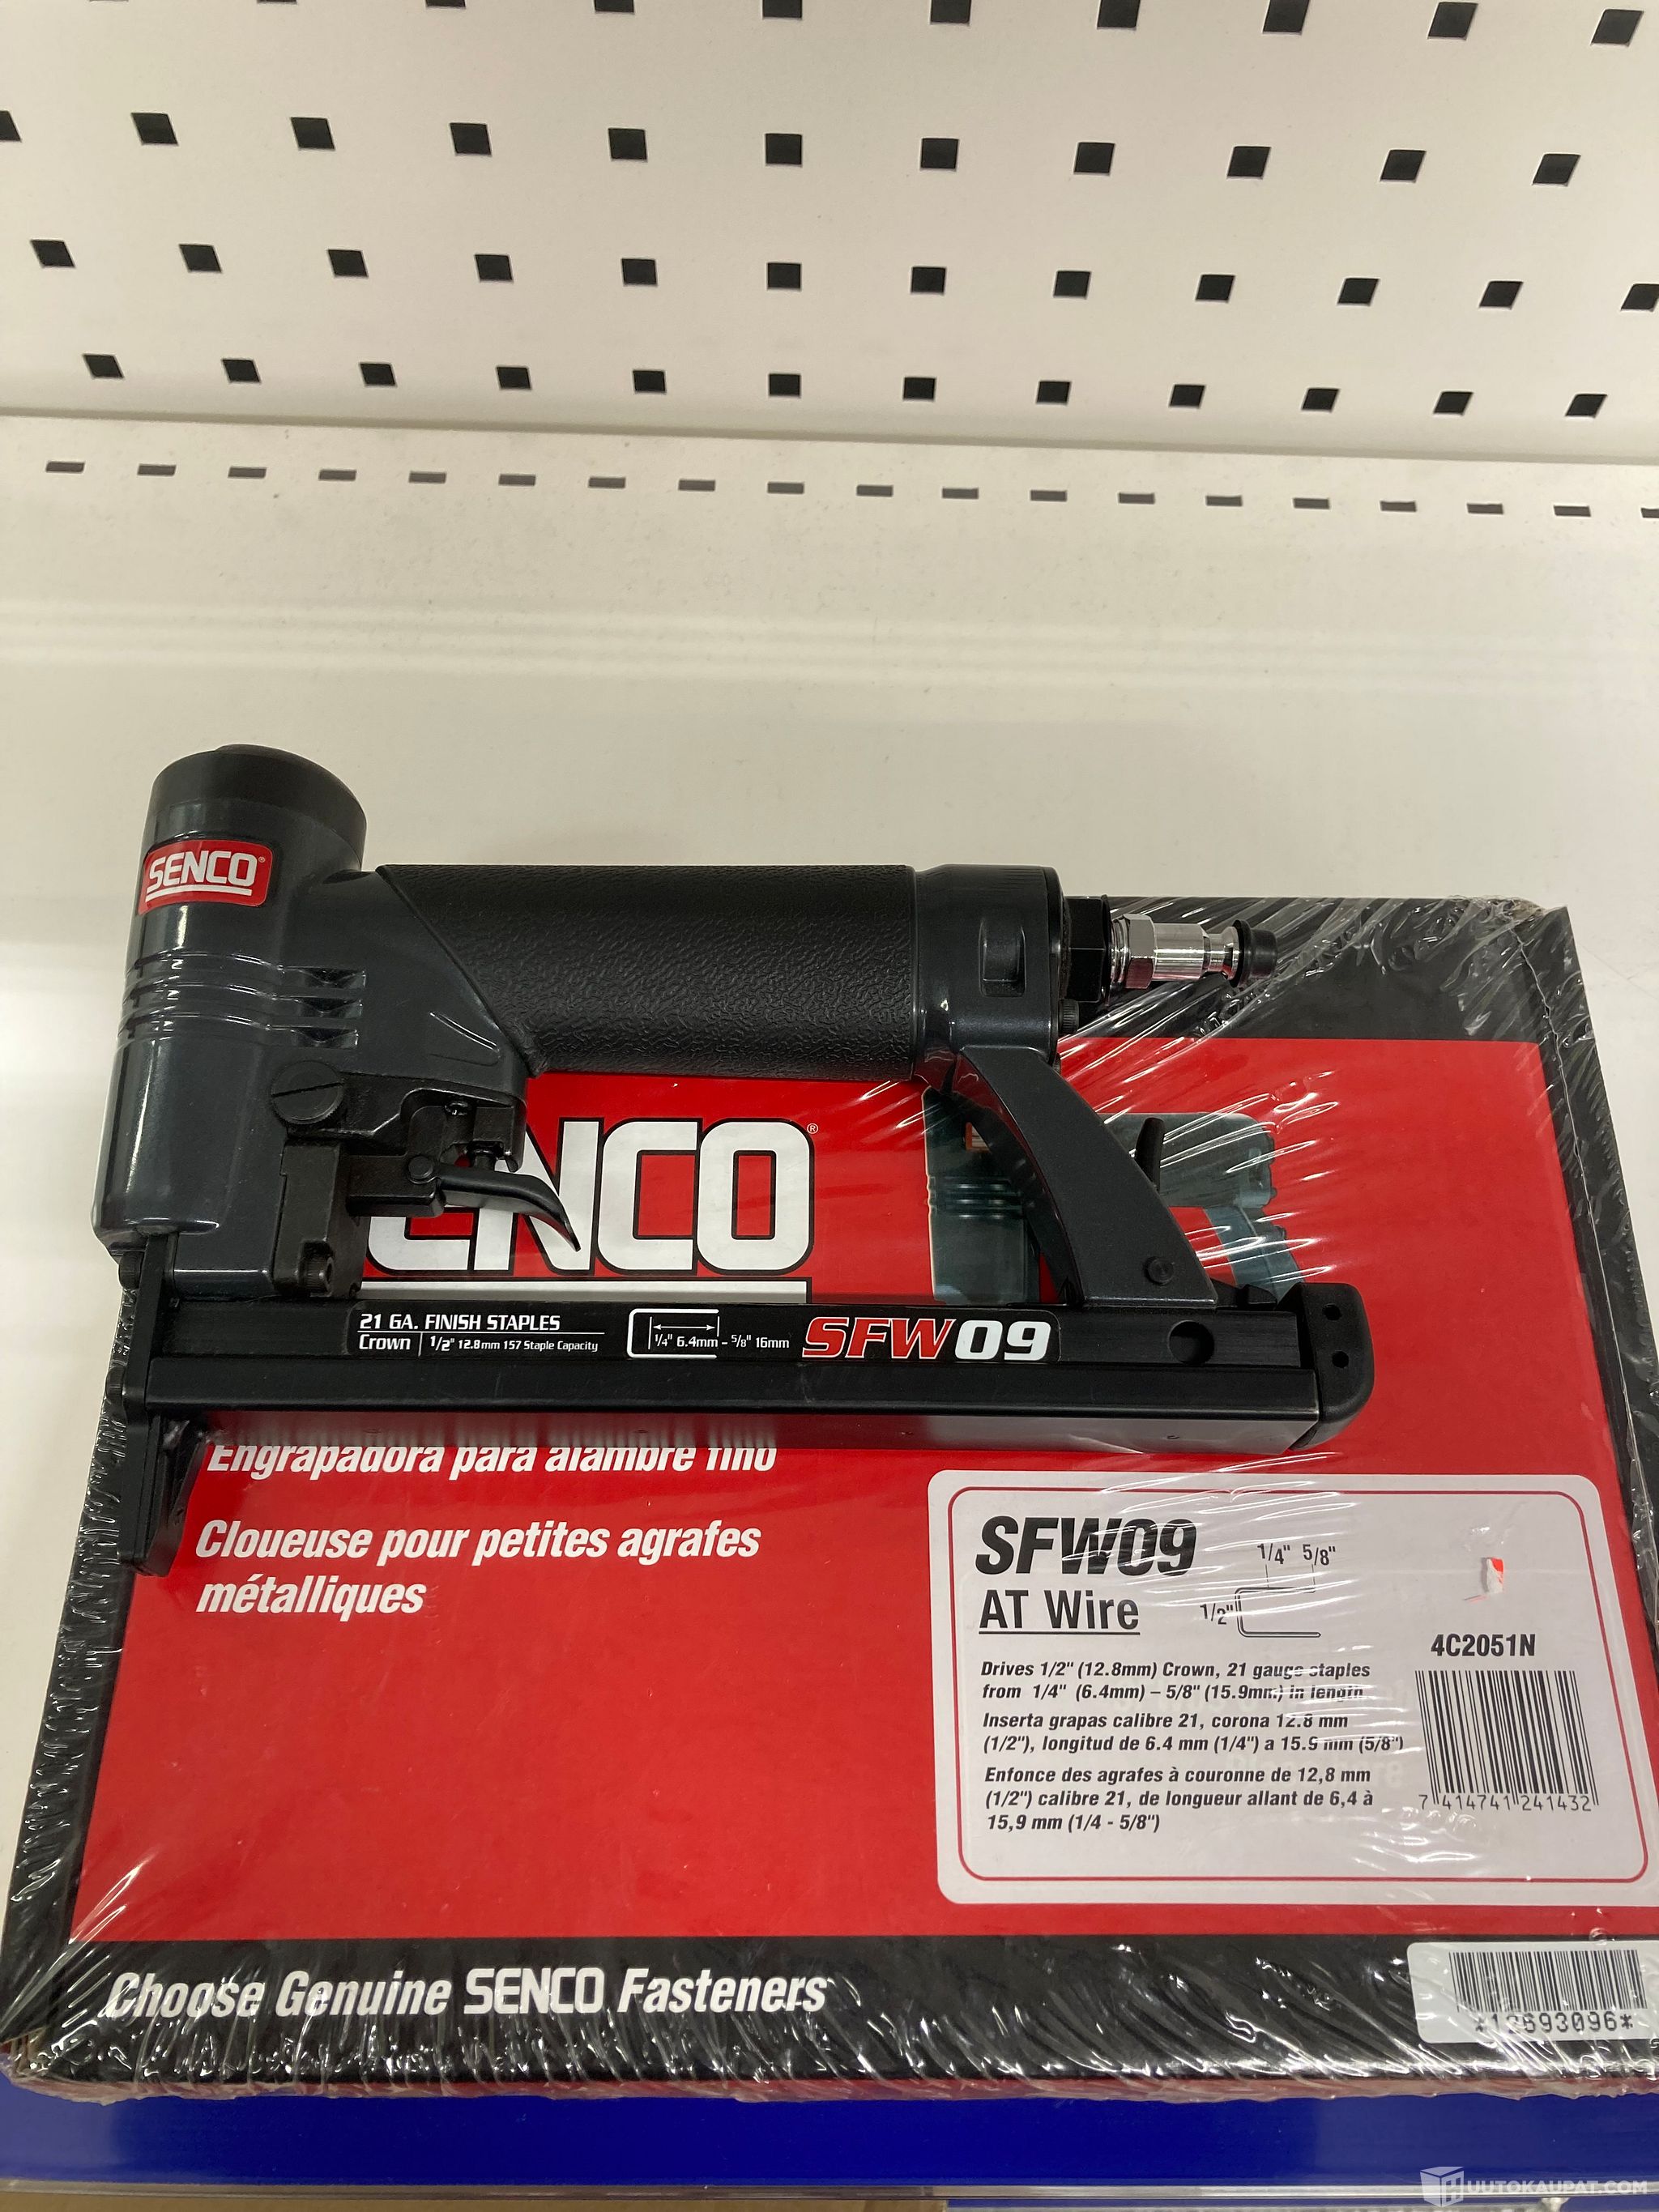 SENCO®
ENCO®
21 GA. FINISH STAPLES
Crown 1/2" 12.8mm 157 Staple Capacity
1/4" 6.4mm - 5/8" 16mm
SFW09
Engrapadora para alambre fino
Cloueuse pour petites agrafes
métalliques
SFW09
1/4" 5/8"
AT Wire
1/2"
4C2051N
Drives 1/2" (12.8mm) Crown, 21 gauge staples
from 1/4" (6.4mm) – 5/8" (15.9mm) in length
Inserta grapas calibre 21, corona 12.8 mm
(1/2"), longitud de 6.4 mm (1/4") a 15.9 mm (5/8")
Enfonce des agrafes à couronne de 12,8 mm
(1/2") calibre 21, de longueur allant de 6,4 à
15,9 mm (1/4 - 5/8")
7 414741 241432
Choose Genuine SENCO Fasteners
HUUTOKAUPAT.COM